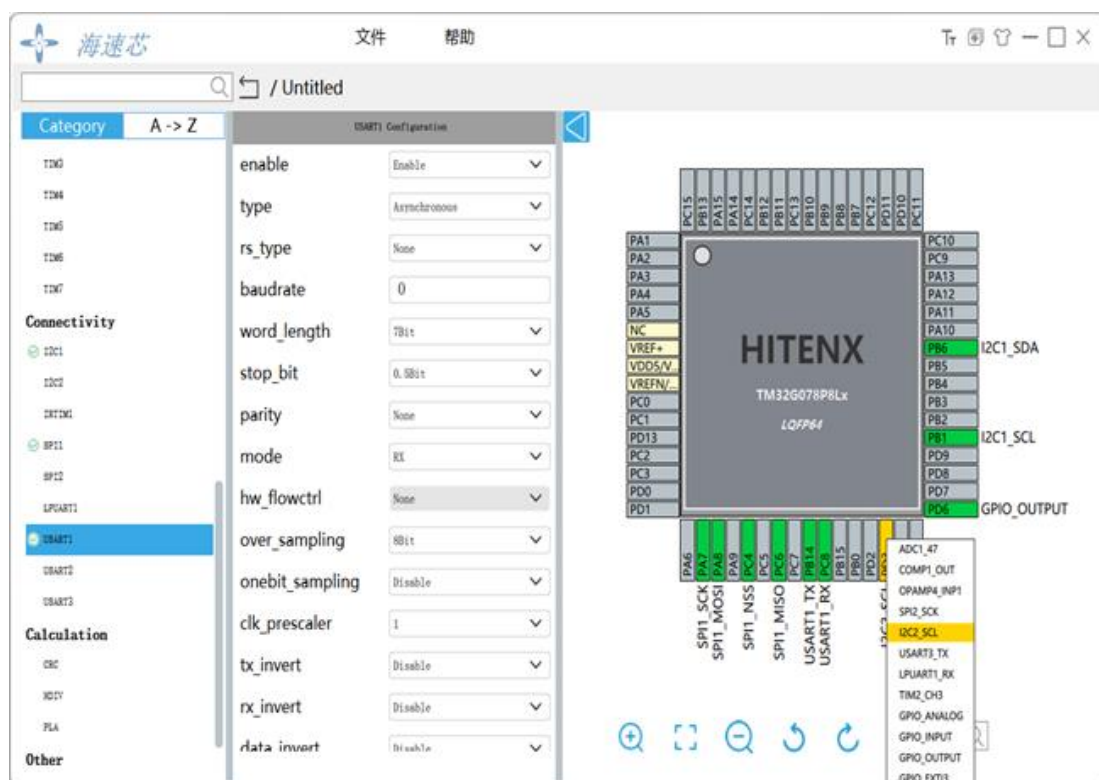 海速芯 文件 帮助
/ Untitled
Category A -> Z
USART1 Configuration
TIM3
TIM4
TIM5
TIM6
TIM7
Connectivity
I2C1
I2C2
IRTIM1
SPI1
SPI2
LPUART1
USART1
USART2
USART3
Calculation
CRC
HDIV
PLA
Other
enable Enable
type Asynchronous
rs_type None
baudrate 0
word_length 7Bit
stop_bit 0.5Bit
parity None
mode RX
hw_flowctrl None
over_sampling 8Bit
onebit_sampling Disable
clk_prescaler 1
tx_invert Disable
rx_invert Disable
data_invert Disable
PC15 PB13 PA15 PA14 PC14 PB12 PB11 PC13 PB10 PB9 PB8 PB7 PC12 PD11 PD10 PC11
PA1
PA2
PA3
PA4
PA5
NC
VREF+
VDD5/V...
VREFN/...
PC0
PC1
PD13
PC2
PC3
PD0
PD1
HITENX
TM32G078P8Lx
LQFP64
PC10
PC9
PA13
PA12
PA11
PA10
PB6 I2C1_SDA
PB5
PB4
PB3
PB2
PB1 I2C1_SCL
PD9
PD8
PD7
PD6 GPIO_OUTPUT
PA6 PA7 PA8 PA9 PC4 PC5 PC6 PC7 PB14 PC8 PB15 PB0 PD2
SPI1_SCK
SPI1_MOSI
SPI1_NSS
SPI1_MISO
USART1_TX
USART1_RX
ADC1_47
COMP1_OUT
OPAMP4_INP1
SPI2_SCK
I2C2_SCL
USART3_TX
LPUART1_RX
TIM2_CH3
GPIO_ANALOG
GPIO_INPUT
GPIO_OUTPUT
GPIO_EXTI3